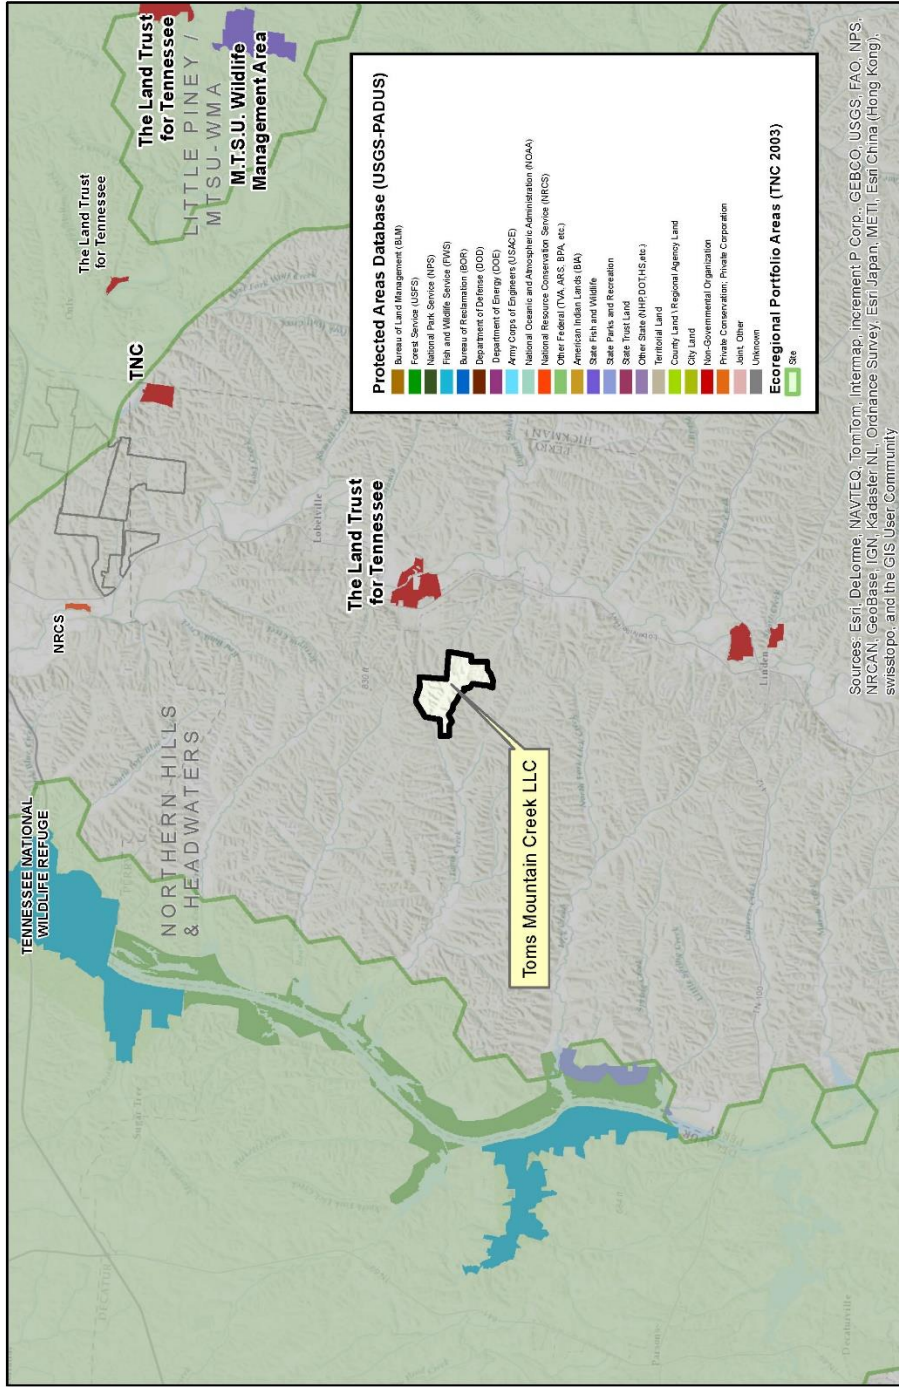 TENNESSEE NATIONAL
WILDLIFE REFUGE
NORTHERN HILLS
& HEADWATERS
NRCS
TNC
The Land Trust
for Tennessee
The Land Trust
for Tennessee
LITTLE PINEY /
MTSU-WMA
M.T.S.U. Wildlife
Management Area
The Land Trust
for Tennessee
Toms Mountain Creek LLC
Lobelville
Linden
Sugar Tree
Parsons
Decaturville
DECATUR
PERRY
HICKMAN
Protected Areas Database (USGS-PADUS)
Bureau of Land Management (BLM)
Forest Service (USFS)
National Park Service (NPS)
Fish and Wildlife Service (FWS)
Bureau of Reclamation (BOR)
Department of Defense (DOD)
Department of Energy (DOE)
Army Corps of Engineers (USACE)
National Oceanic and Atmospheric Administration (NOAA)
National Resource Conservation Service (NRCS)
Other Federal (TVA, ARS, BPA, etc.)
American Indian Lands (BIA)
State Fish and Wildlife
State Parks and Recreation
State Trust Land
Other State (NHP,DOT,HS,etc.)
Territorial Land
County Land \ Regional Agency Land
City Land
Non-Governmental Organization
Private Conservation; Private Corporation
Joint, Other
Unknown
Ecoregional Portfolio Areas (TNC 2003)
Site
Sources: Esri, DeLorme, NAVTEQ, TomTom, Intermap, increment P Corp., GEBCO, USGS, FAO, NPS,
NRCAN, GeoBase, IGN, Kadaster NL, Ordnance Survey, Esri Japan, METI, Esri China (Hong Kong),
swisstopo, and the GIS User Community